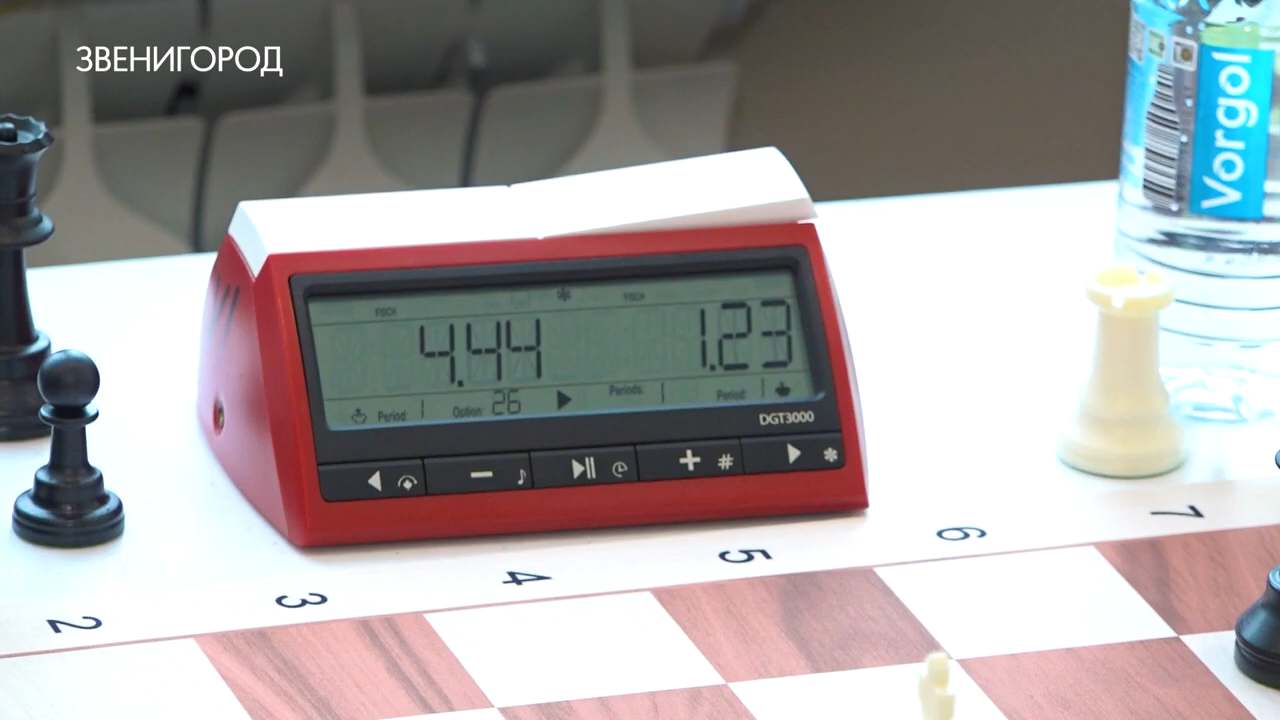 ЗВЕНИГОРОД
Vorgol
FISCH FISCH
4.44 1.23
Period Option: 26 Periods: Period:
DGT3000
2 3 4 5 6 7